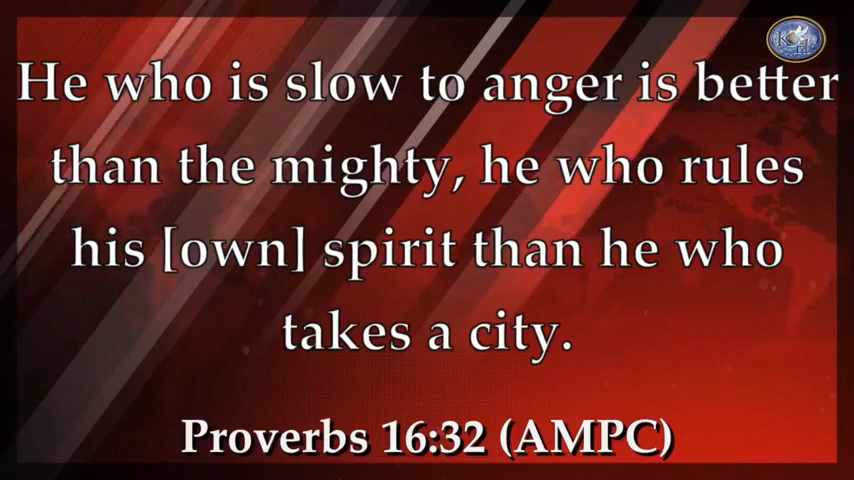 He who is slow to anger is better
than the mighty, he who rules
his [own] spirit than he who
takes a city.
Proverbs 16:32 (AMPC)